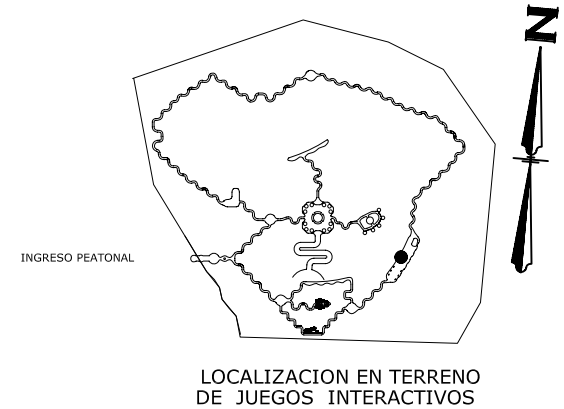 N
INGRESO PEATONAL
LOCALIZACION EN TERRENO
DE JUEGOS INTERACTIVOS